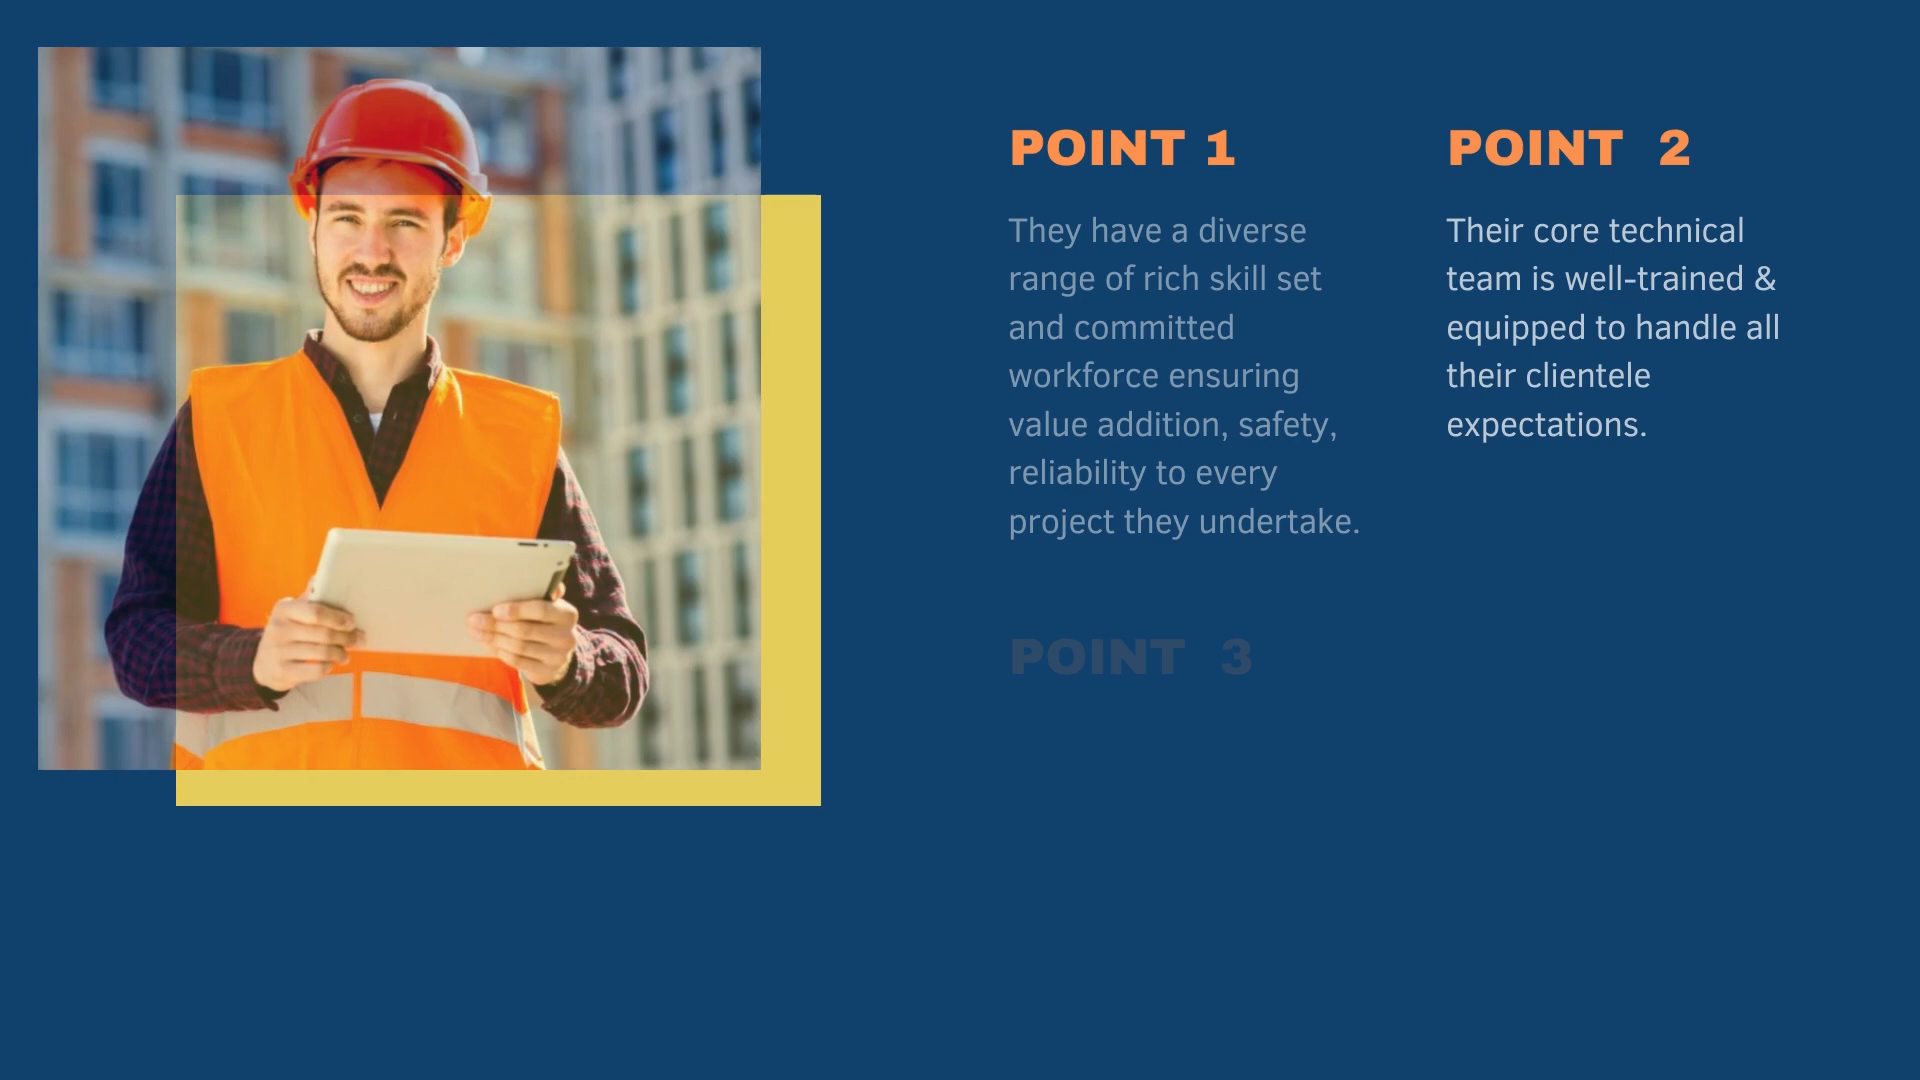 POINT 1
They have a diverse
range of rich skill set
and committed
workforce ensuring
value addition, safety,
reliability to every
project they undertake.
POINT 2
Their core technical
team is well-trained &
equipped to handle all
their clientele
expectations.
POINT 3